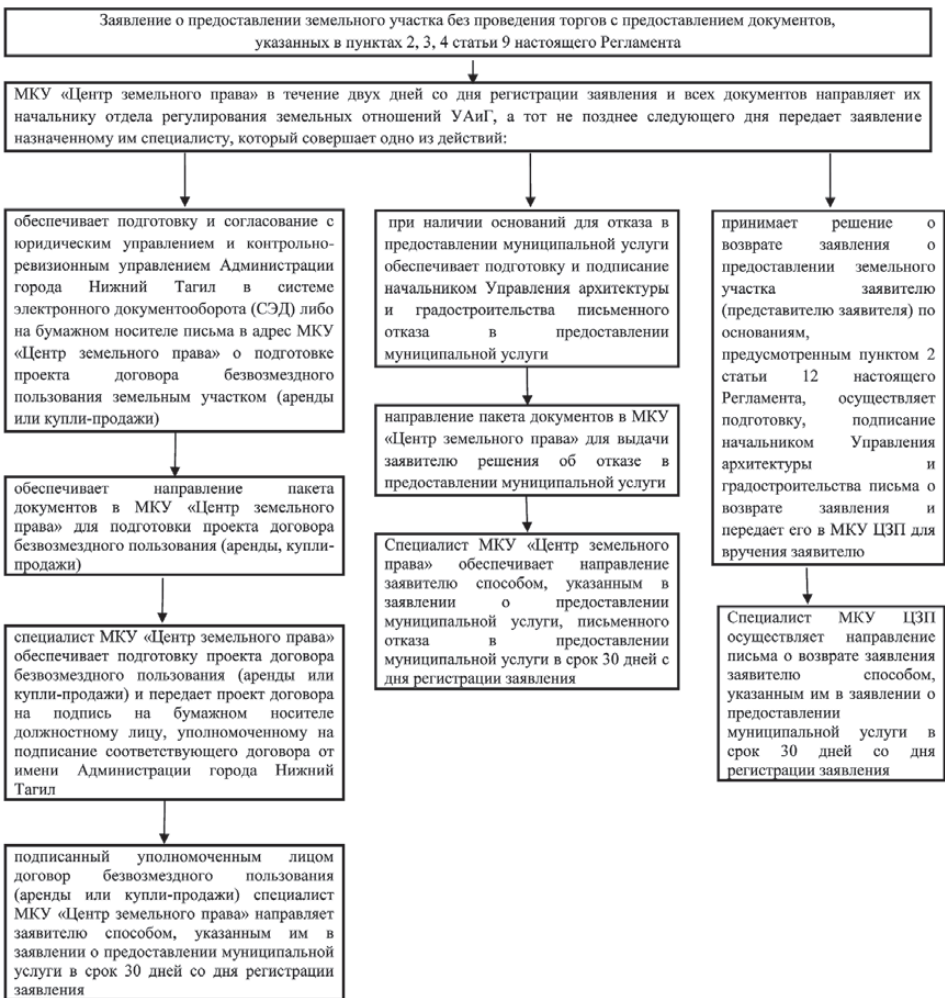 Заявление о предоставлении земельного участка без проведения торгов с предоставлением документов,
указанных в пунктах 2, 3, 4 статьи 9 настоящего Регламента
МКУ «Центр земельного права» в течение двух дней со дня регистрации заявления и всех документов направляет их
начальнику отдела регулирования земельных отношений УАиГ, а тот не позднее следующего дня передает заявление
назначенному им специалисту, который совершает одно из действий:
обеспечивает подготовку и согласование с
юридическим управлением и контрольно-
ревизионным управлением Администрации
города Нижний Тагил в системе
электронного документооборота (СЭД) либо
на бумажном носителе письма в адрес МКУ
«Центр земельного права» о подготовке
проекта договора безвозмездного
пользования земельным участком (аренды
или купли-продажи)
обеспечивает направление пакета
документов в МКУ «Центр земельного
права» для подготовки проекта договора
безвозмездного пользования (аренды, купли-
продажи)
специалист МКУ «Центр земельного права»
обеспечивает подготовку проекта договора
безвозмездного пользования (аренды или
купли-продажи) и передает проект договора
на подпись на бумажном носителе
должностному лицу, уполномоченному на
подписание соответствующего договора от
имени Администрации города Нижний
Тагил
подписанный уполномоченным лицом
договор безвозмездного пользования
(аренды или купли-продажи) специалист
МКУ «Центр земельного права» направляет
заявителю способом, указанным им в
заявлении о предоставлении муниципальной
услуги в срок 30 дней со дня регистрации
заявления
при наличии оснований для отказа в
предоставлении муниципальной услуги
обеспечивает подготовку и подписание
начальником Управления архитектуры
и градостроительства письменного
отказа в предоставлении
муниципальной услуги
направление пакета документов в МКУ
«Центр земельного права» для выдачи
заявителю решения об отказе в
предоставлении муниципальной услуги
Специалист МКУ «Центр земельного
права» обеспечивает направление
заявителю способом, указанным в
заявлении о предоставлении
муниципальной услуги, письменного
отказа в предоставлении
муниципальной услуги в срок 30 дней с
дня регистрации заявления
принимает решение о
возврате заявления о
предоставлении земельного
участка заявителю
(представителю заявителя) по
основаниям,
предусмотренным пунктом 2
статьи 12 настоящего
Регламента, осуществляет
подготовку, подписание
начальником Управления
архитектуры и
градостроительства письма о
возврате заявления и
передает его в МКУ ЦЗП для
вручения заявителю
Специалист МКУ ЦЗП
осуществляет направление
письма о возврате заявления
заявителю способом,
указанным им в заявлении о
предоставлении
муниципальной услуги в
срок 30 дней со дня
регистрации заявления